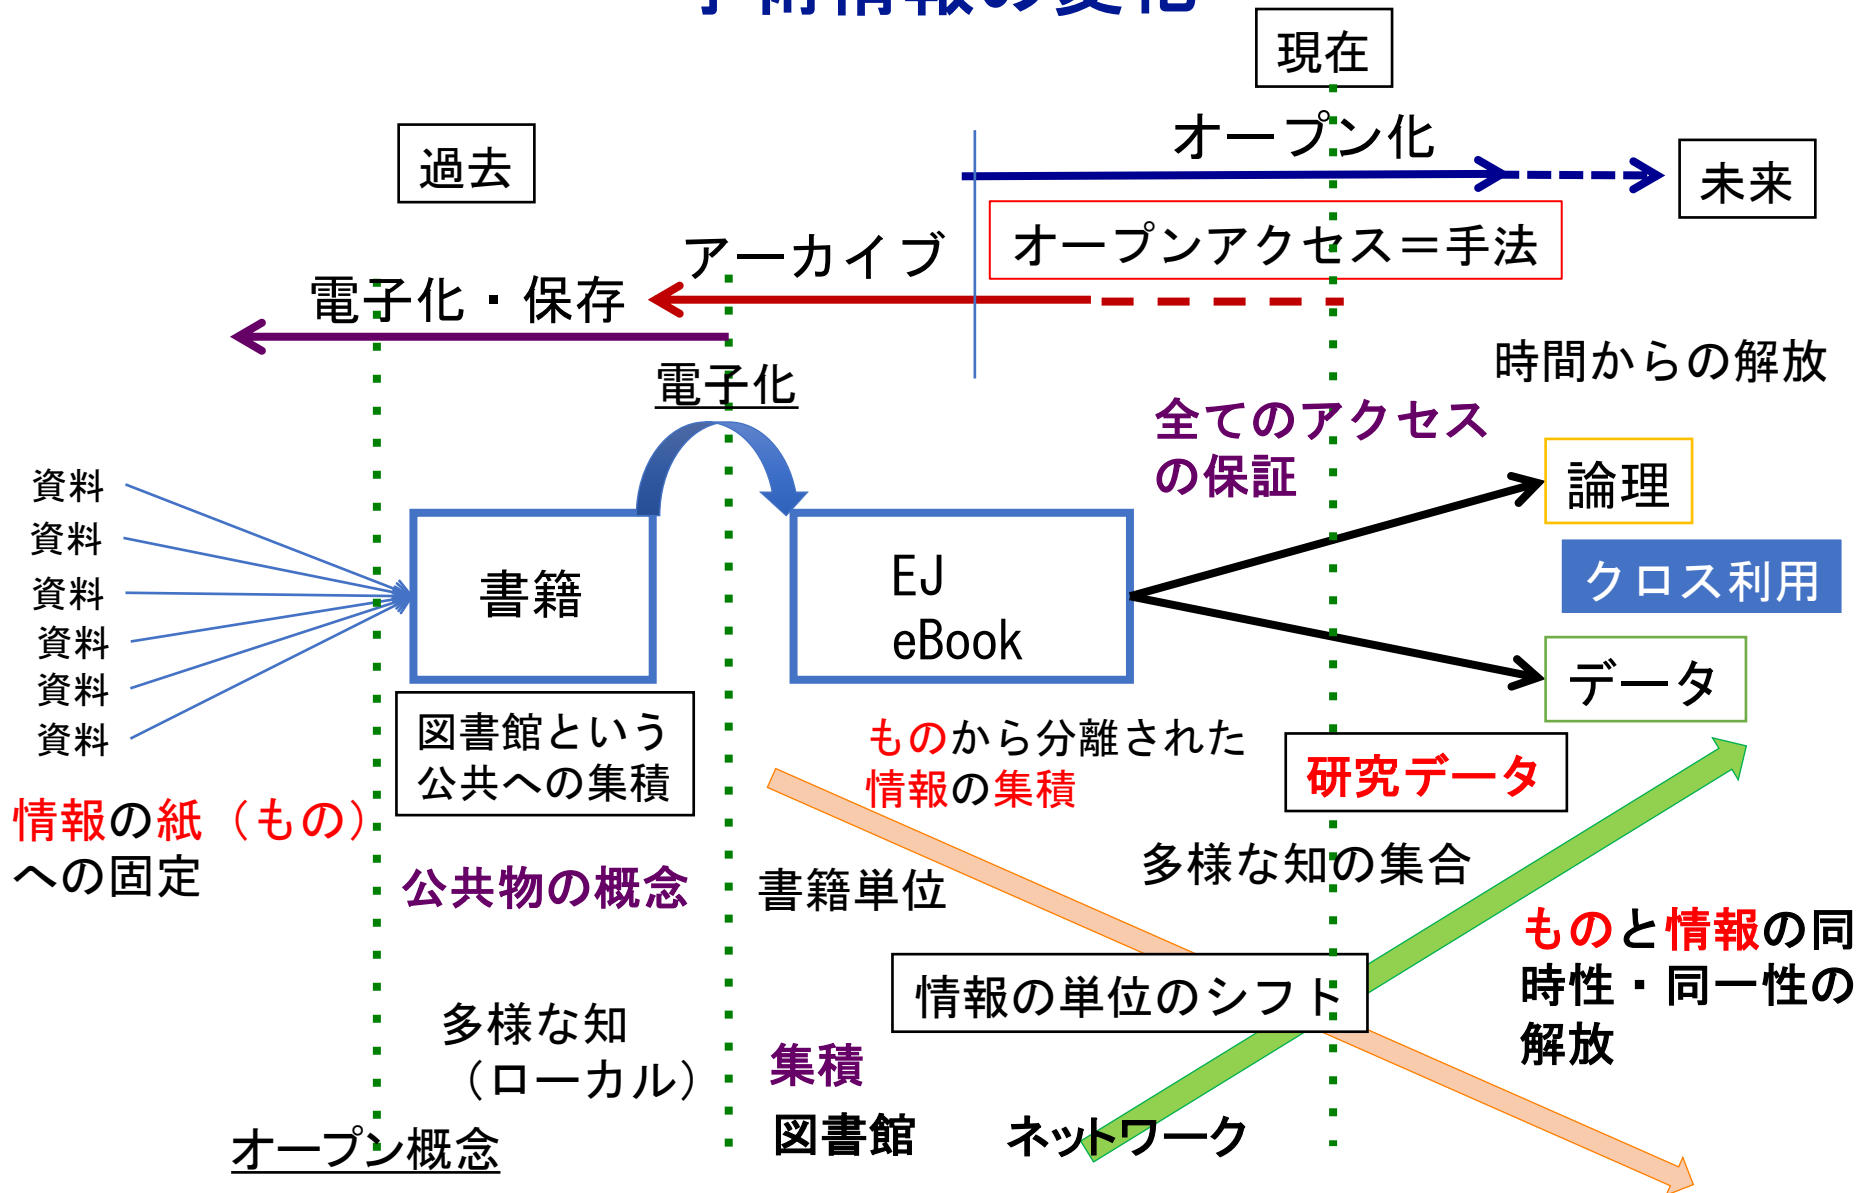 学術情報の変化
現在
オープン化
過去
未来
オープンアクセス＝手法
アーカイブ
電子化・保存
時間からの解放
電子化
全てのアクセス
の保証
資料
資料
資料
資料
資料
資料
書籍
EJ
eBook
論理
クロス利用
データ
図書館という
公共への集積
ものから分離された
情報の集積
研究データ
情報の紙（もの）
への固定
公共物の概念
書籍単位
多様な知の集合
ものと情報の同
時性・同一性の
解放
情報の単位のシフト
多様な知
（ローカル）
集積
図書館
ネットワーク
オープン概念